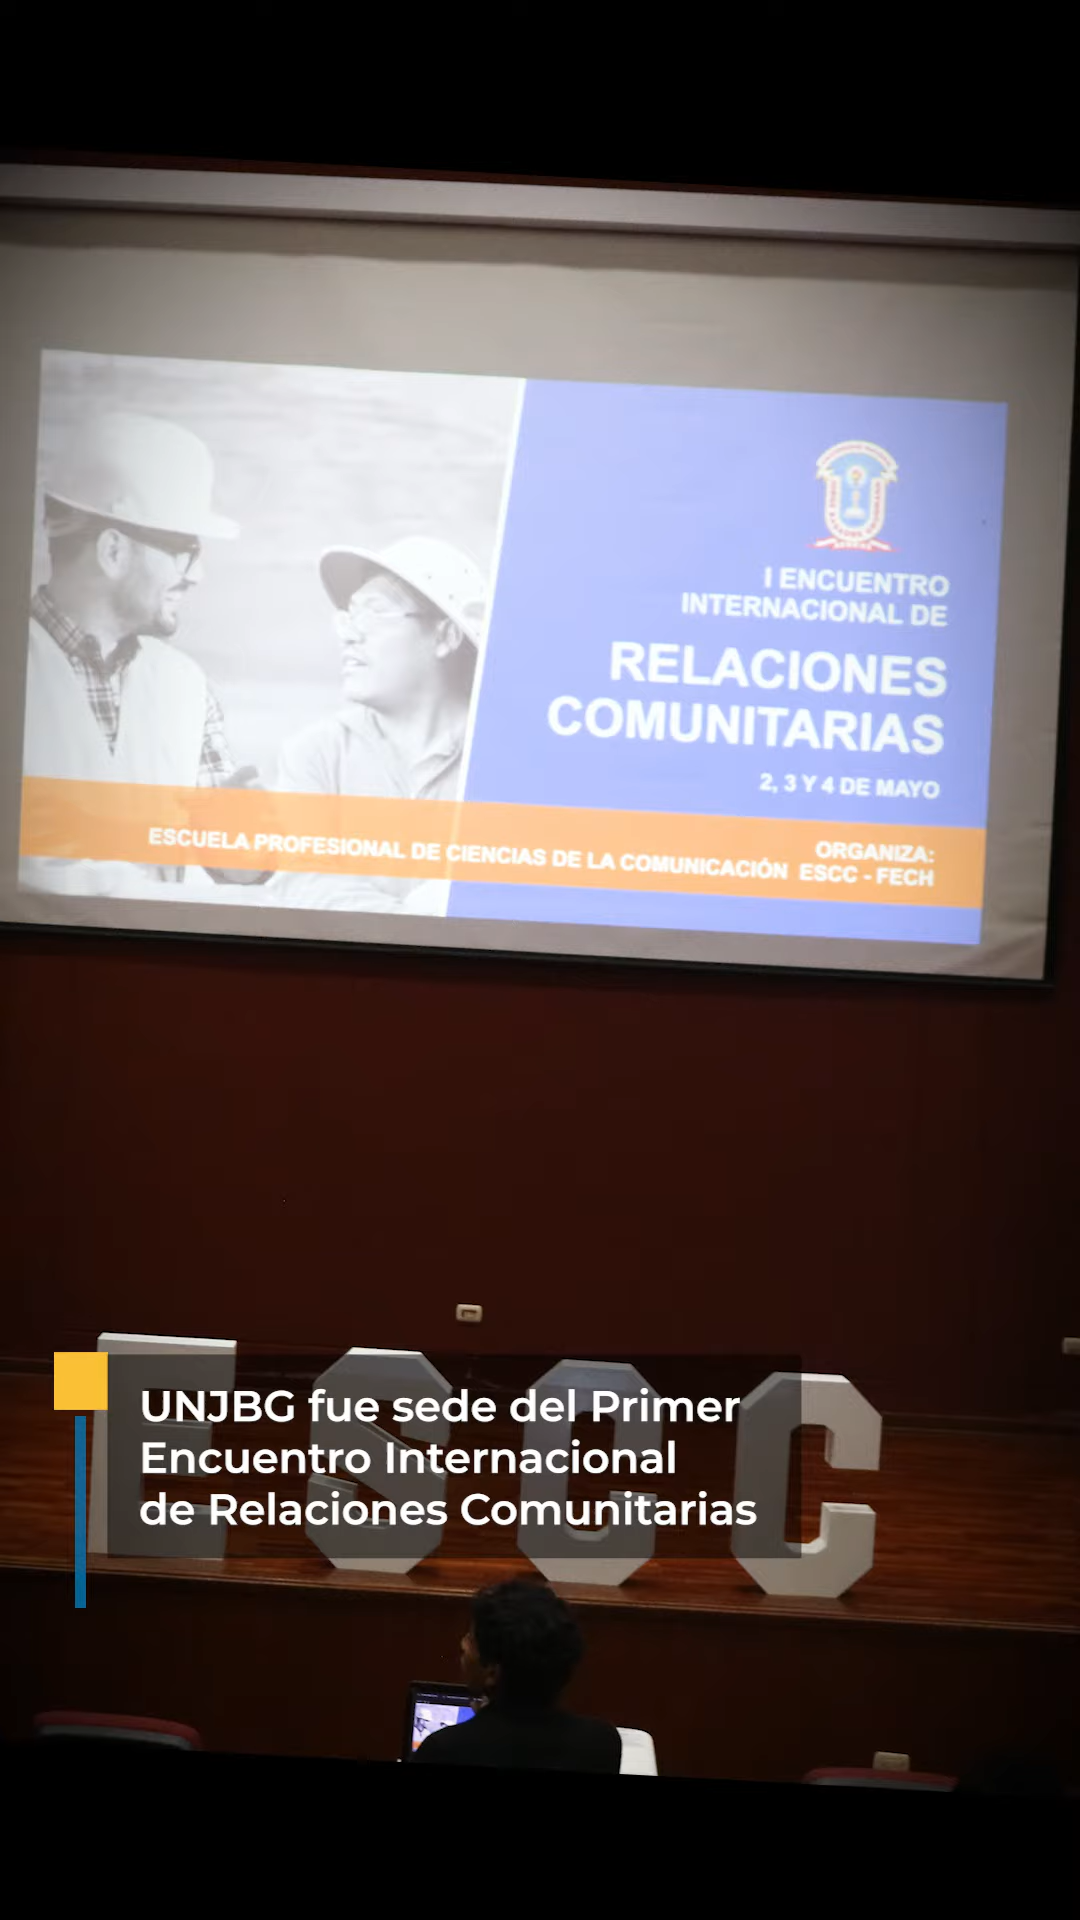 I ENCUENTRO
INTERNACIONAL DE
RELACIONES
COMUNITARIAS
2, 3 Y 4 DE MAYO
ORGANIZA:
ESCUELA PROFESIONAL DE CIENCIAS DE LA COMUNICACIÓN ESCC - FECH
ESCC
UNJBG fue sede del Primer
Encuentro Internacional
de Relaciones Comunitarias